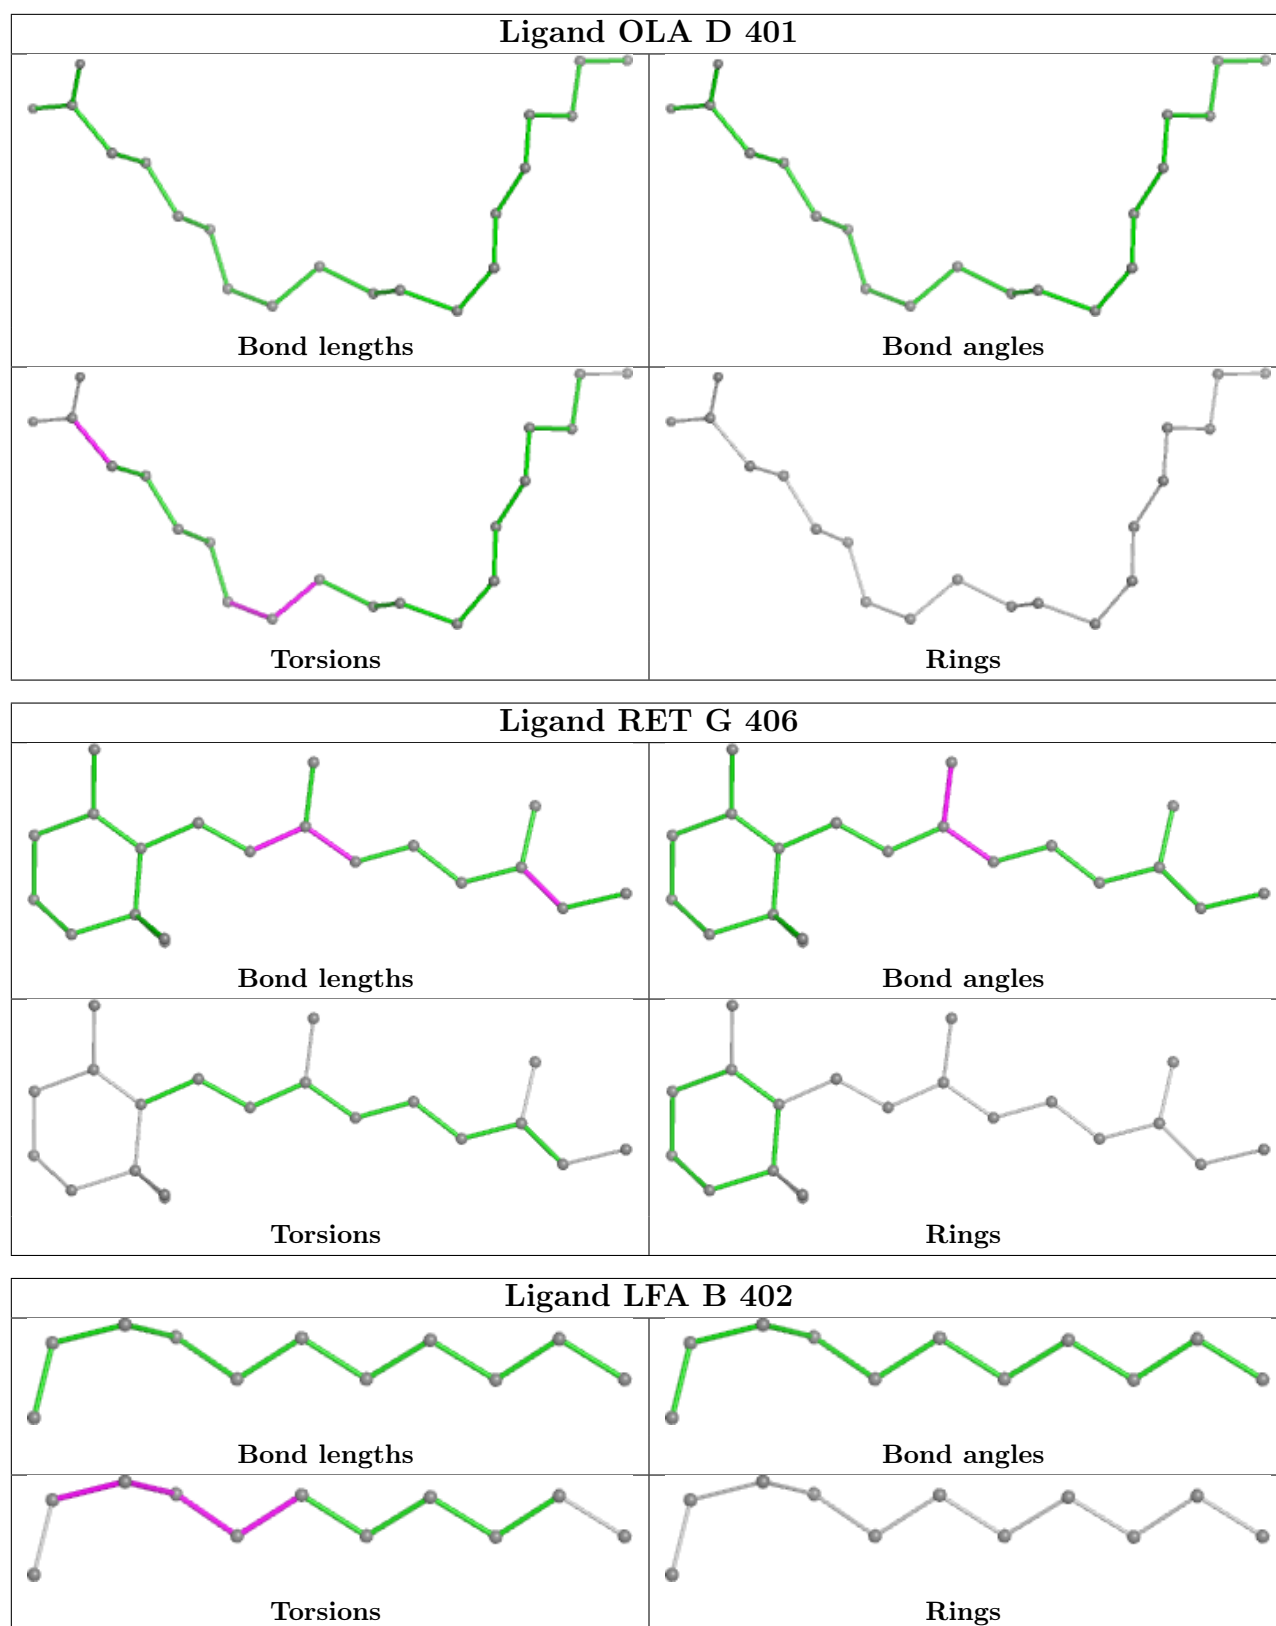 Ligand OLA D 401
Bond lengths
Bond angles
Torsions
Rings
Ligand RET G 406
Bond lengths
Bond angles
Torsions
Rings
Ligand LFA B 402
Bond lengths
Bond angles
Torsions
Rings